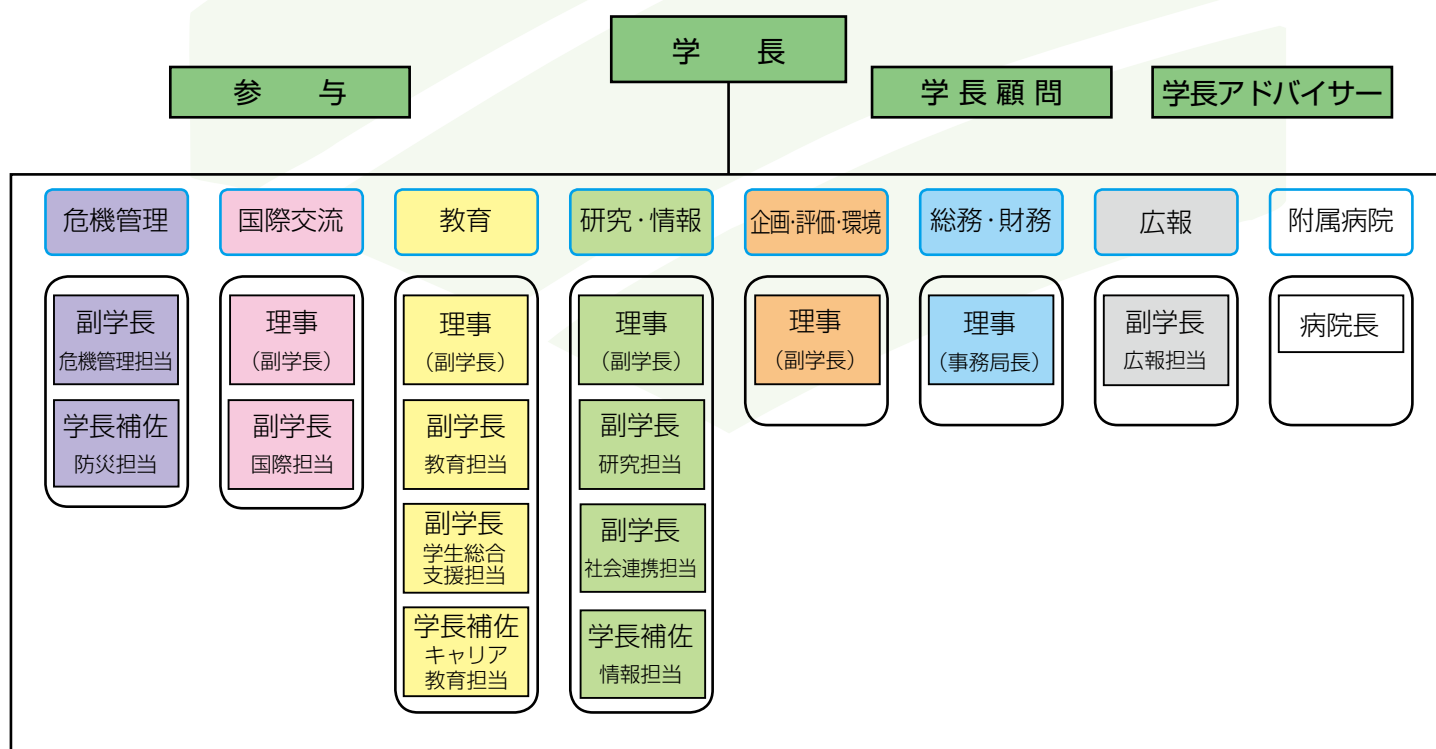 学　長
参　与
学長顧問
学長アドバイサー
危機管理
国際交流
教育
研究・情報
企画・評価・環境
総務・財務
広報
附属病院
副学長
危機管理担当
学長補佐
防災担当
理事
（副学長）
副学長
国際担当
理事
（副学長）
副学長
教育担当
副学長
学生総合
支援担当
学長補佐
キャリア
教育担当
理事
（副学長）
副学長
研究担当
副学長
社会連携担当
学長補佐
情報担当
理事
（副学長）
理事
（事務局長）
副学長
広報担当
病院長